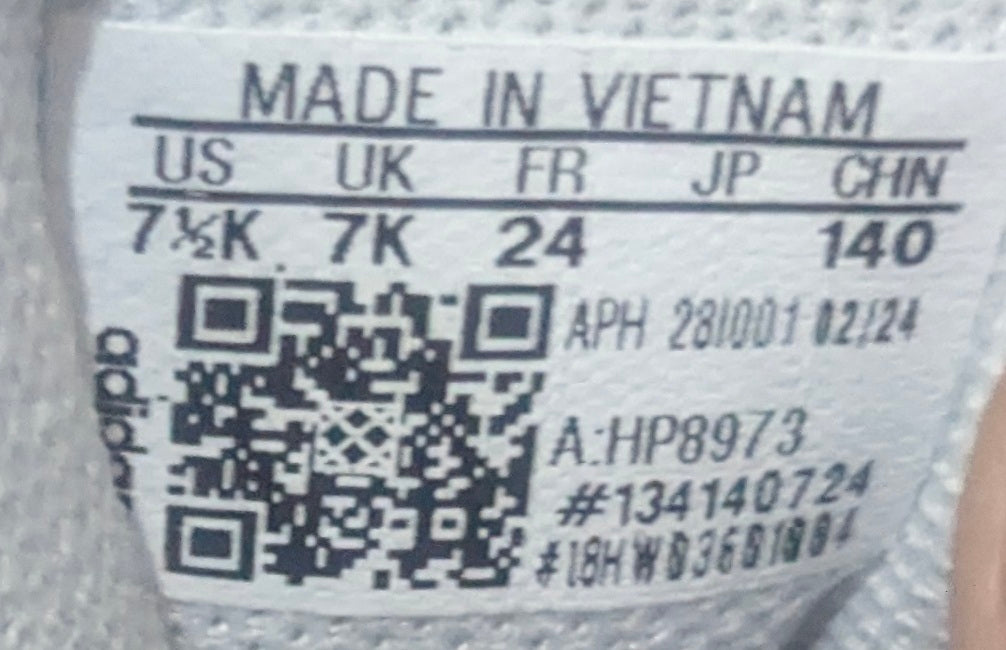 MADE IN VIETNAM
US UK FR JP CHN
7½K 7K 24 140
APH 281001 02/24
A:HP8973
#134140724
adidas